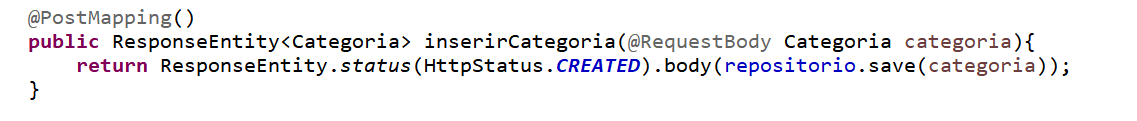 @PostMapping()
public ResponseEntity<Categoria> inserirCategoria(@RequestBody Categoria categoria){
    return ResponseEntity.status(HttpStatus.CREATED).body(repositorio.save(categoria));
}